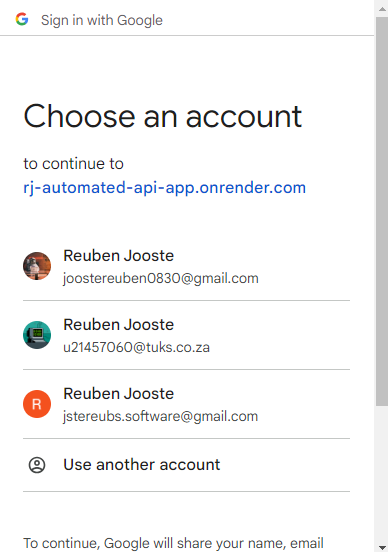 Sign in with Google
Choose an account
to continue to
rj-automated-api-app.onrender.com
Reuben Jooste
joostereuben0830@gmail.com
Reuben Jooste
u21457060@tuks.co.za
R
Reuben Jooste
jstereubs.software@gmail.com
Use another account
To continue, Google will share your name, email